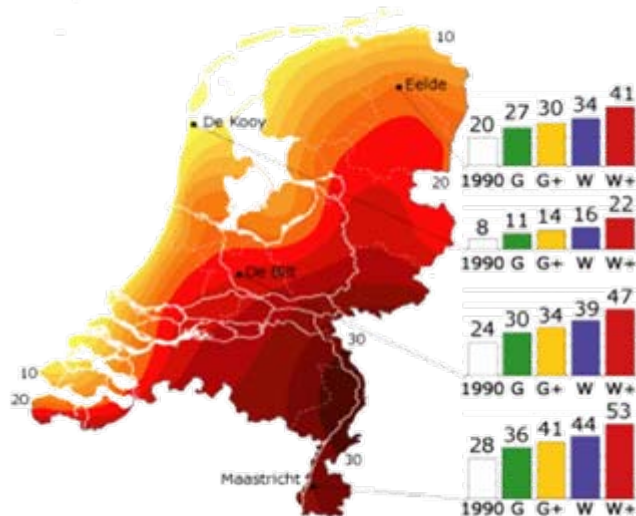 10
Eelde
De Kooy
20
De Bilt
10
20
30
30
Maastricht
20 27 30 34 41
1990 G G+ W W+
8 11 14 16 22
1990 G G+ W W+
24 30 34 39 47
1990 G G+ W W+
28 36 41 44 53
1990 G G+ W W+